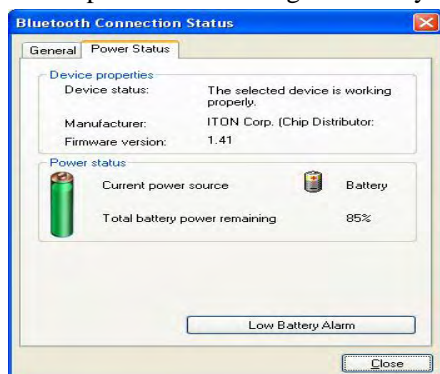 Bluetooth Connection Status
General Power Status
Device properties
Device status: The selected device is working
properly.
Manufacturer: ITON Corp. (Chip Distributor:
Firmware version: 1.41
Power status
Current power source Battery
Total battery power remaining 85%
Low Battery Alarm
Close